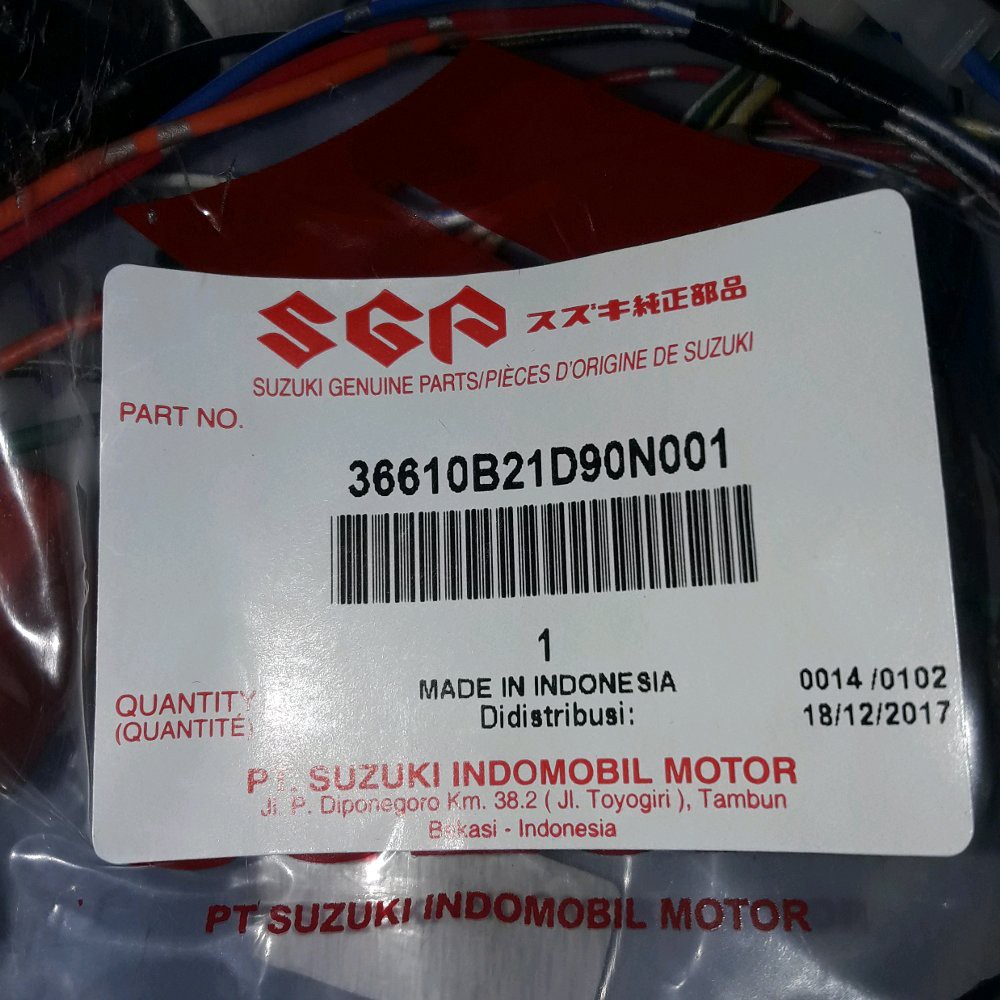 SGP スズキ純正部品
SUZUKI GENUINE PARTS/PIÈCES D'ORIGINE DE SUZUKI
PART NO.
36610B21D90N001
1
QUANTITY
(QUANTITÉ)
MADE IN INDONESIA
Didistribusi:
0014 /0102
18/12/2017
PT. SUZUKI INDOMOBIL MOTOR
Jl. P. Diponegoro Km. 38.2 ( Jl. Toyogiri ), Tambun
Bekasi - Indonesia
PT SUZUKI INDOMOBIL MOTOR